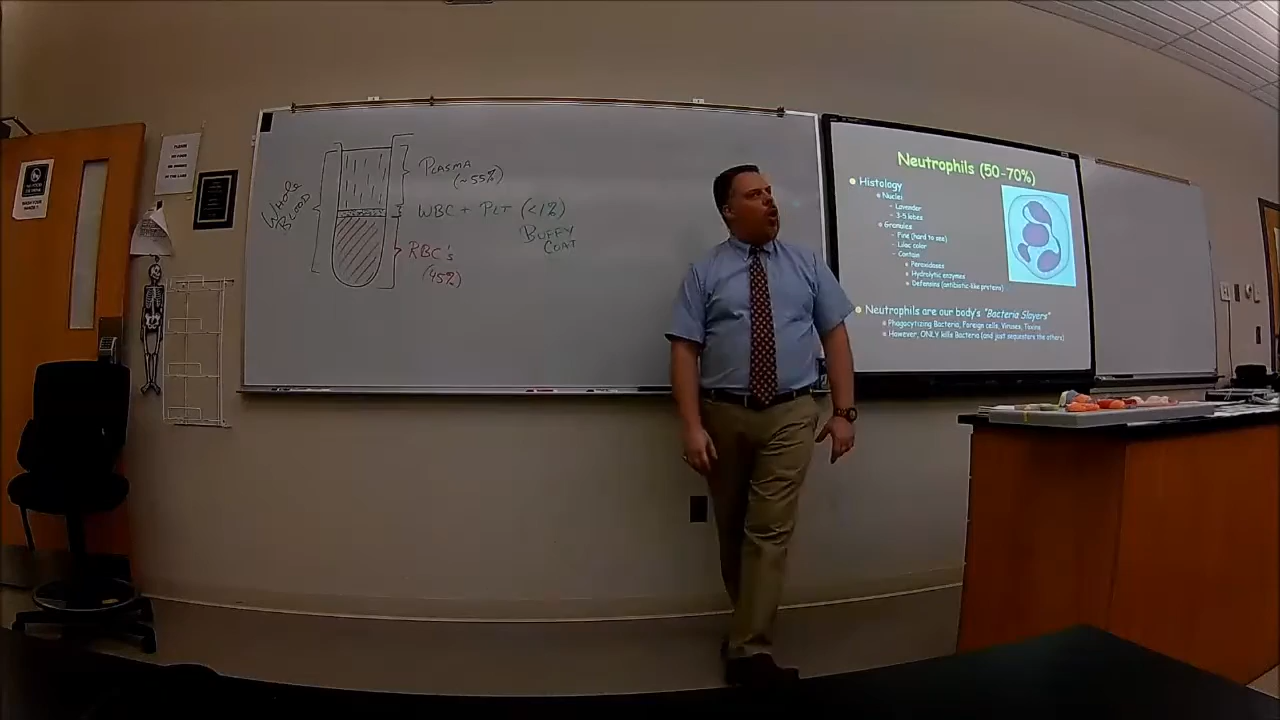 Whole
Blood
Plasma
(~55%)
WBC + PLT (<1%)
Buffy
Coat
RBC's
(45%)
Neutrophils (50-70%)
Histology
Nuclei
- Lavender
- 3-5 lobes
Granules
- Fine (hard to see)
- Lilac color
- Contain
Peroxidases
Hydrolytic enzymes
Defensins (antibiotic-like proteins)
Neutrophils are our body's "Bacteria Slayers"
Phagocytizing Bacteria, Foreign cells, Viruses, Toxins
However, ONLY kills Bacteria (and just sequesters the others)